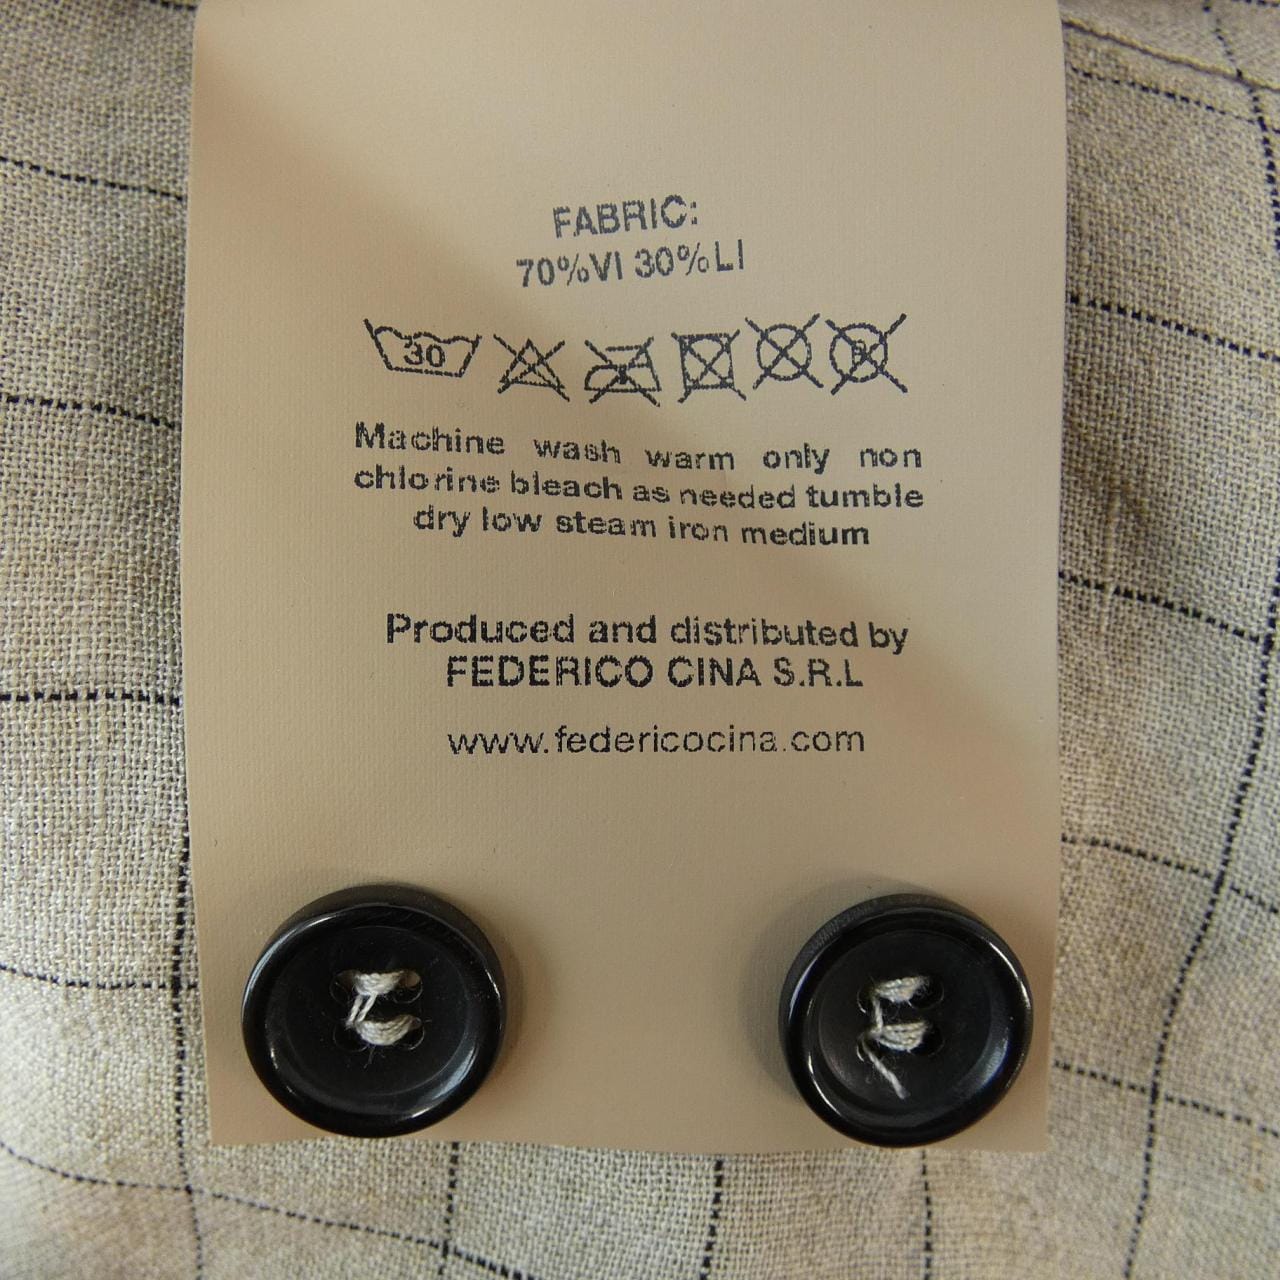 FABRIC:
70%VI 30%LI
30
P
Machine wash warm only non
chlorine bleach as needed tumble
dry low steam iron medium
Produced and distributed by
FEDERICO CINA S.R.L
www.federicocina.com